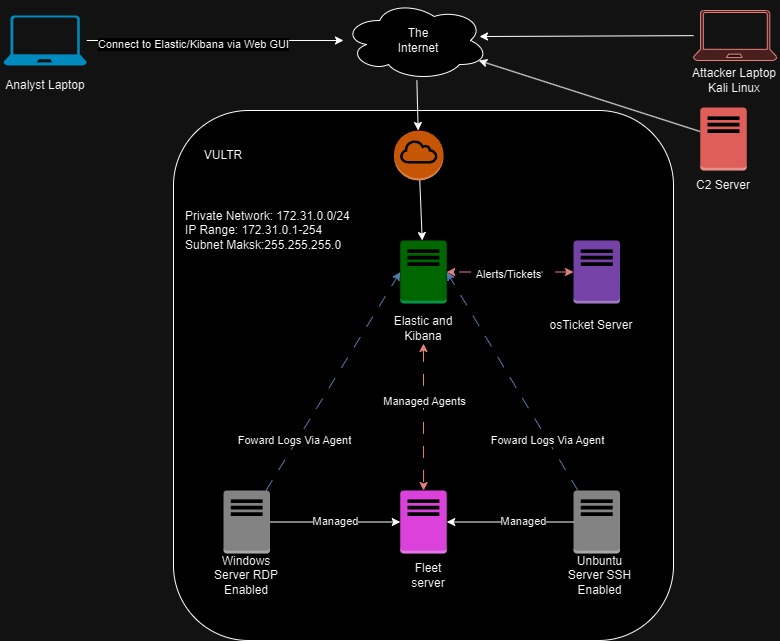 The
Internet
Connect to Elastic/Kibana via Web GUI
Analyst Laptop
Attacker Laptop
Kali Linux
C2 Server
VULTR
Private Network: 172.31.0.0/24
IP Range: 172.31.0.1-254
Subnet Maksk:255.255.255.0
Alerts/Tickets'
Elastic and
Kibana
osTicket Server
Managed Agents
Foward Logs Via Agent
Foward Logs Via Agent
Managed
Managed
Windows
Server RDP
Enabled
Fleet
server
Unbuntu
Server SSH
Enabled